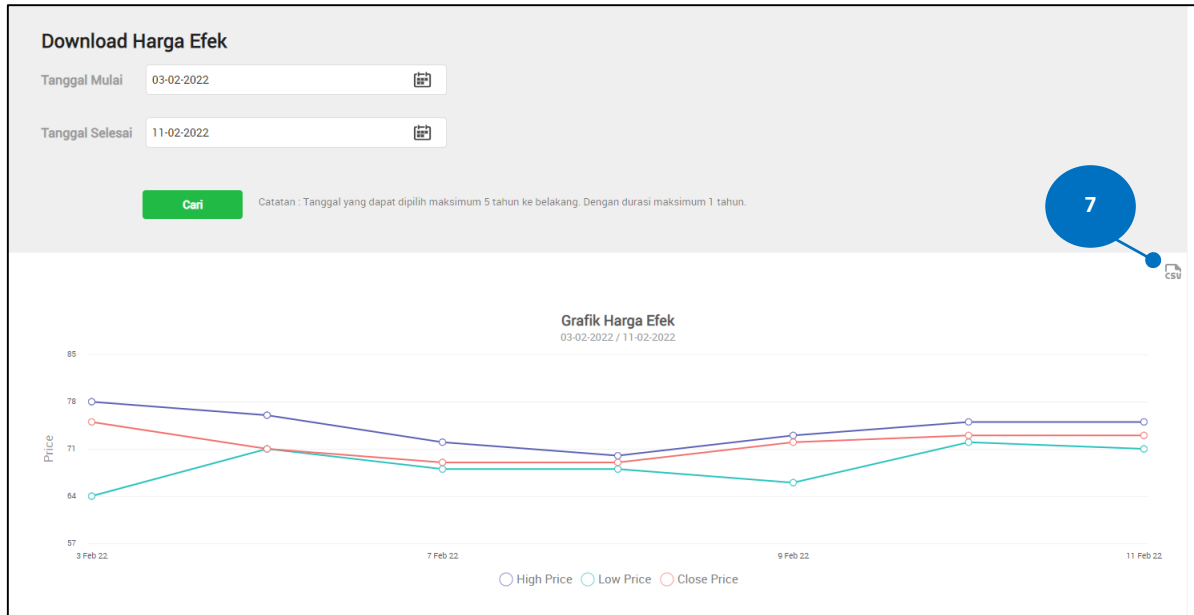 Download Harga Efek
Tanggal Mulai 03-02-2022
Tanggal Selesai 11-02-2022
Cari Catatan : Tanggal yang dapat dipilih maksimum 5 tahun ke belakang. Dengan durasi maksimum 1 tahun.
7
CSV
Grafik Harga Efek
03-02-2022 / 11-02-2022
Price
85
78
71
64
57
3 Feb 22 7 Feb 22 9 Feb 22 11 Feb 22
High Price Low Price Close Price